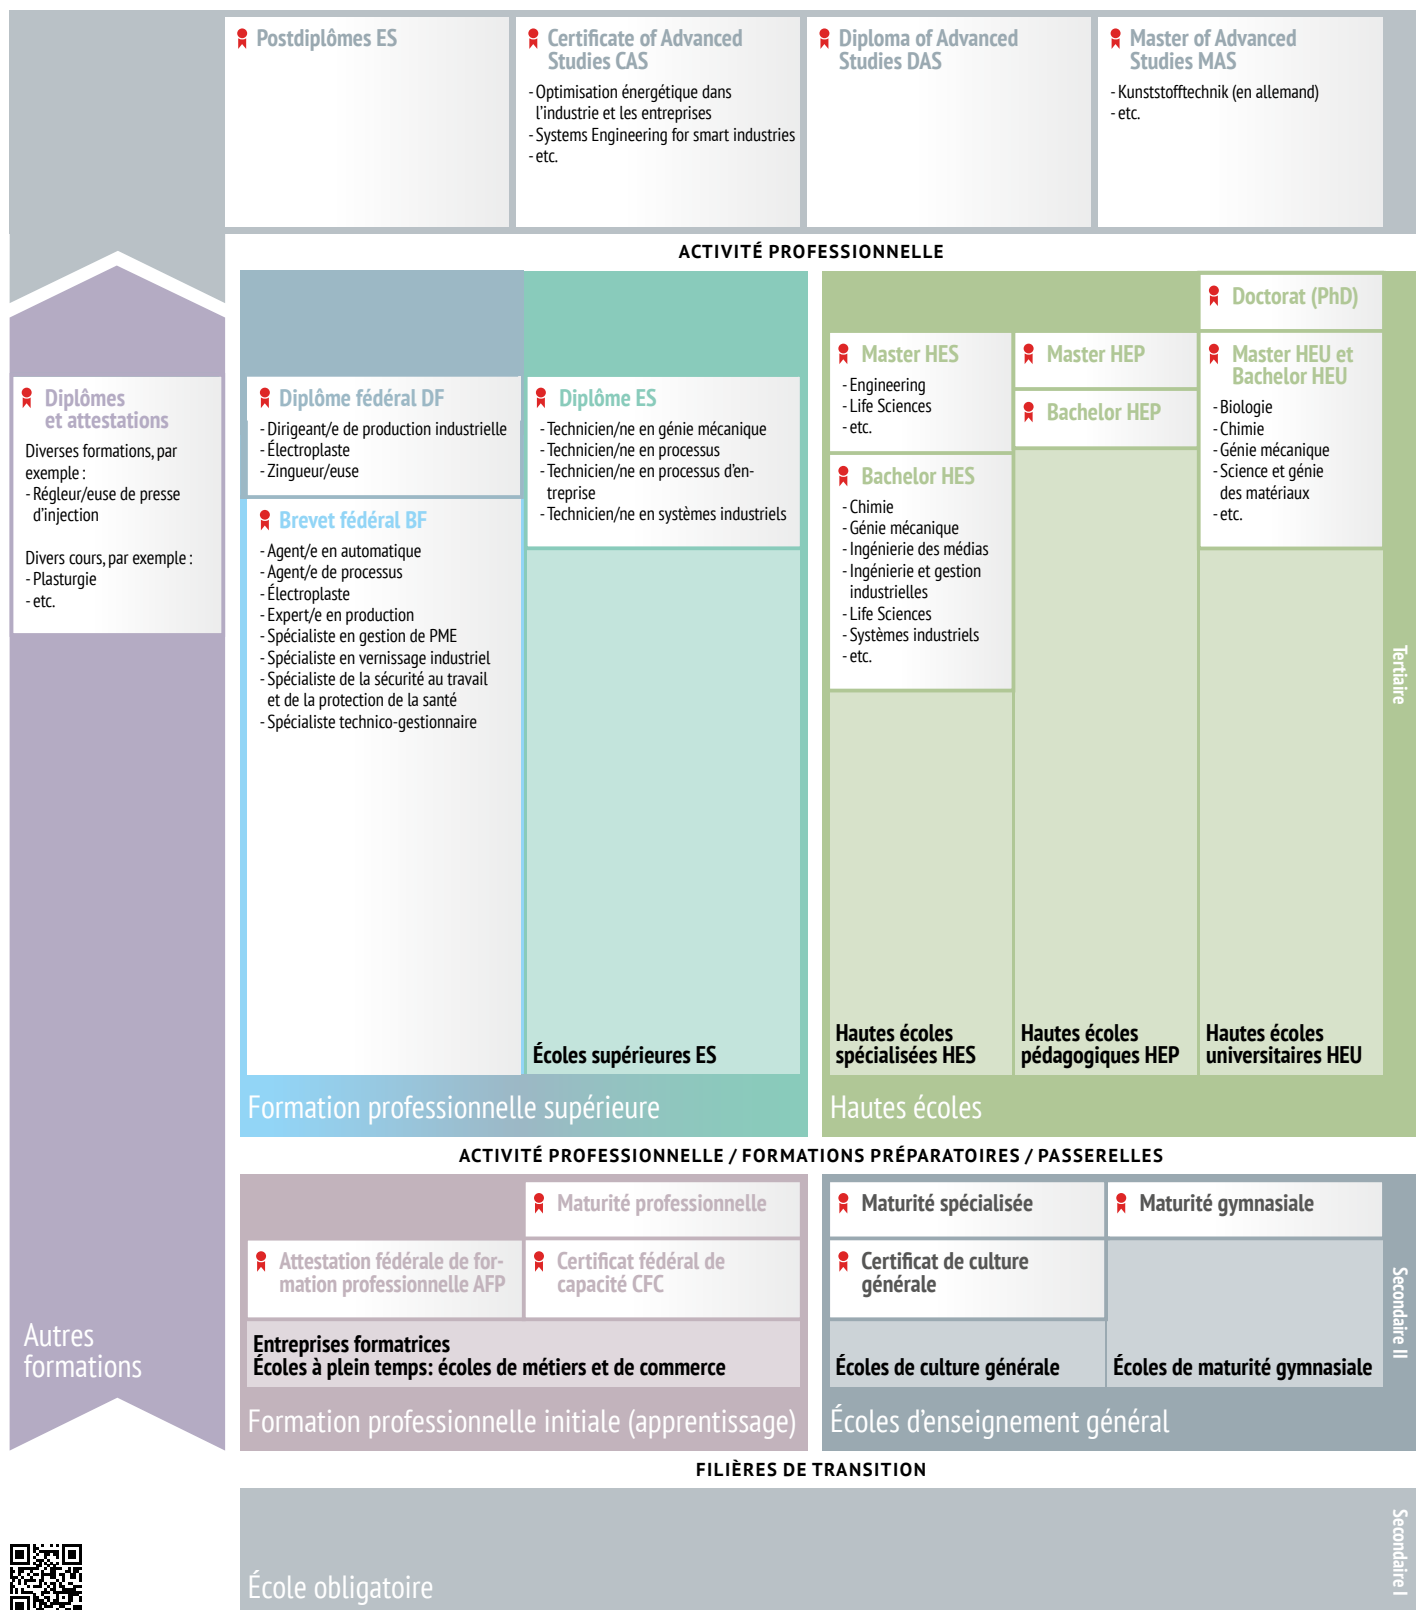 Postdiplômes ES
Certificate of Advanced
Studies CAS
- Optimisation énergétique dans
l'industrie et les entreprises
- Systems Engineering for smart industries
- etc.
Diploma of Advanced
Studies DAS
Master of Advanced
Studies MAS
- Kunststofftechnik (en allemand)
- etc.
ACTIVITÉ PROFESSIONNELLE
Diplômes
et attestations
Diverses formations, par
exemple :
- Régleur/euse de presse
d'injection
Divers cours, par exemple :
- Plasturgie
- etc.
Autres
formations
Diplôme fédéral DF
- Dirigeant/e de production industrielle
- Électroplaste
- Zingueur/euse
Brevet fédéral BF
- Agent/e en automatique
- Agent/e de processus
- Électroplaste
- Expert/e en production
- Spécialiste en gestion de PME
- Spécialiste en vernissage industriel
- Spécialiste de la sécurité au travail
et de la protection de la santé
- Spécialiste technico-gestionnaire
Diplôme ES
- Technicien/ne en génie mécanique
- Technicien/ne en processus
- Technicien/ne en processus d'en-
treprise
- Technicien/ne en systèmes industriels
Écoles supérieures ES
Formation professionnelle supérieure
Master HES
- Engineering
- Life Sciences
- etc.
Bachelor HES
- Chimie
- Génie mécanique
- Ingénierie des médias
- Ingénierie et gestion
industrielles
- Life Sciences
- Systèmes industriels
- etc.
Hautes écoles
spécialisées HES
Master HEP
Bachelor HEP
Hautes écoles
pédagogiques HEP
Doctorat (PhD)
Master HEU et
Bachelor HEU
- Biologie
- Chimie
- Génie mécanique
- Science et génie
des matériaux
- etc.
Hautes écoles
universitaires HEU
Hautes écoles
Tertiaire
ACTIVITÉ PROFESSIONNELLE / FORMATIONS PRÉPARATOIRES / PASSERELLES
Maturité professionnelle
Attestation fédérale de for-
mation professionnelle AFP
Certificat fédéral de
capacité CFC
Entreprises formatrices
Écoles à plein temps: écoles de métiers et de commerce
Formation professionnelle initiale (apprentissage)
Maturité spécialisée
Certificat de culture
générale
Écoles de culture générale
Maturité gymnasiale
Écoles de maturité gymnasiale
Écoles d'enseignement général
Secondaire II
FILIÈRES DE TRANSITION
École obligatoire
Secondaire I